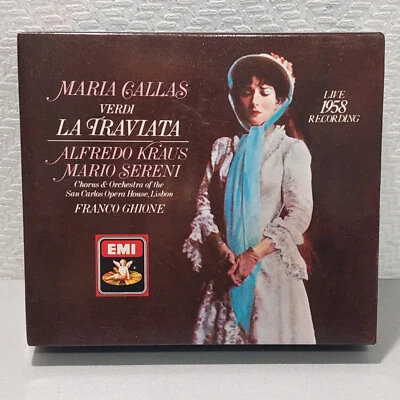 MARIA CALLAS
VERDI
LA TRAVIATA
ALFREDO KRAUS
MARIO SERENI
Chorus & Orchestra of the
San Carlos Opera House, Lisbon
FRANCO GHIONE
LIVE
1958
RECORDING
EMI